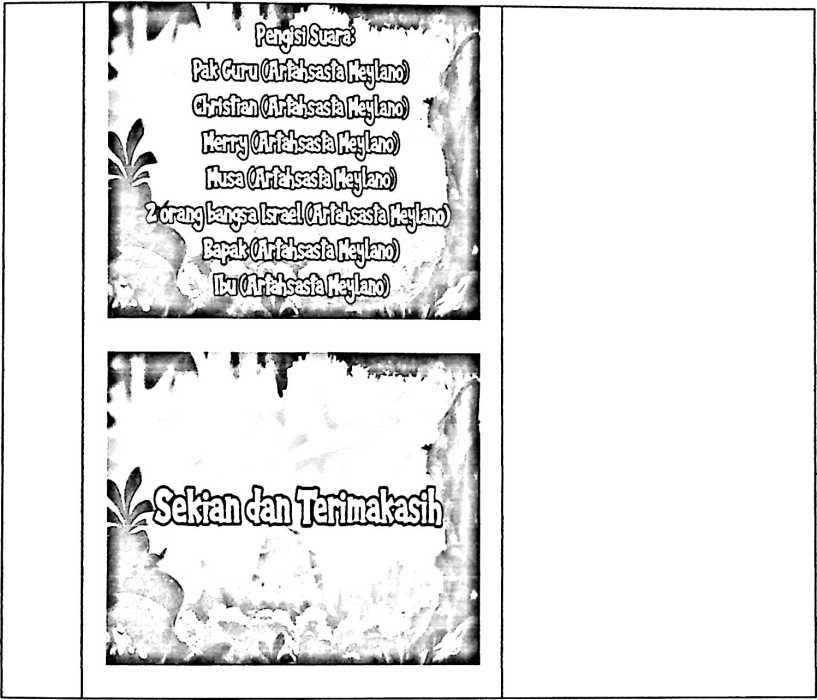 Pengisi Suara:
Pak Guru (Artahsasta Meylano)
Christian (Artahsasta Meylano)
Merry (Artahsasta Meylano)
Musa (Artahsasta Meylano)
2 orang bangsa Israel (Artahsasta Meylano)
Bapak (Artahsasta Meylano)
Ibu (Artahsasta Meylano)
Sekian dan Terimakasih